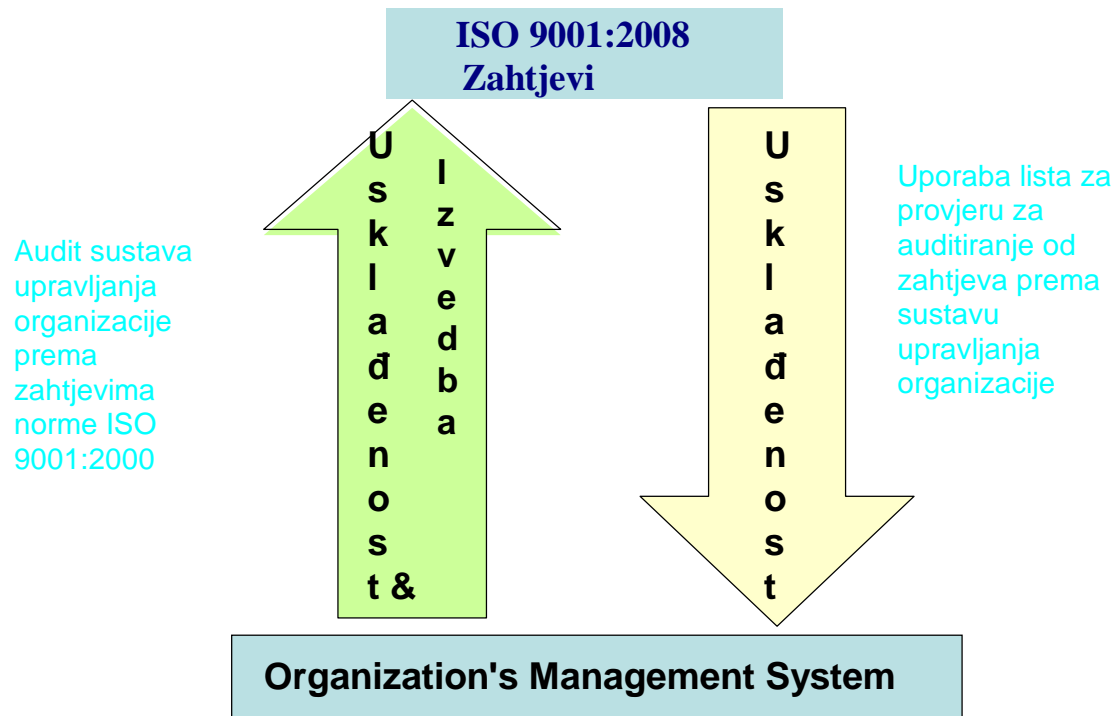 ISO 9001:2008
Zahtjevi
Audit sustava
upravljanja
organizacije
prema
zahtjevima
norme ISO
9001:2000
Usklađenost &
Izvedba
Usklađenost
Uporaba lista za
provjeru za
auditiranje od
zahtjeva prema
sustavu
upravljanja
organizacije
Organization's Management System